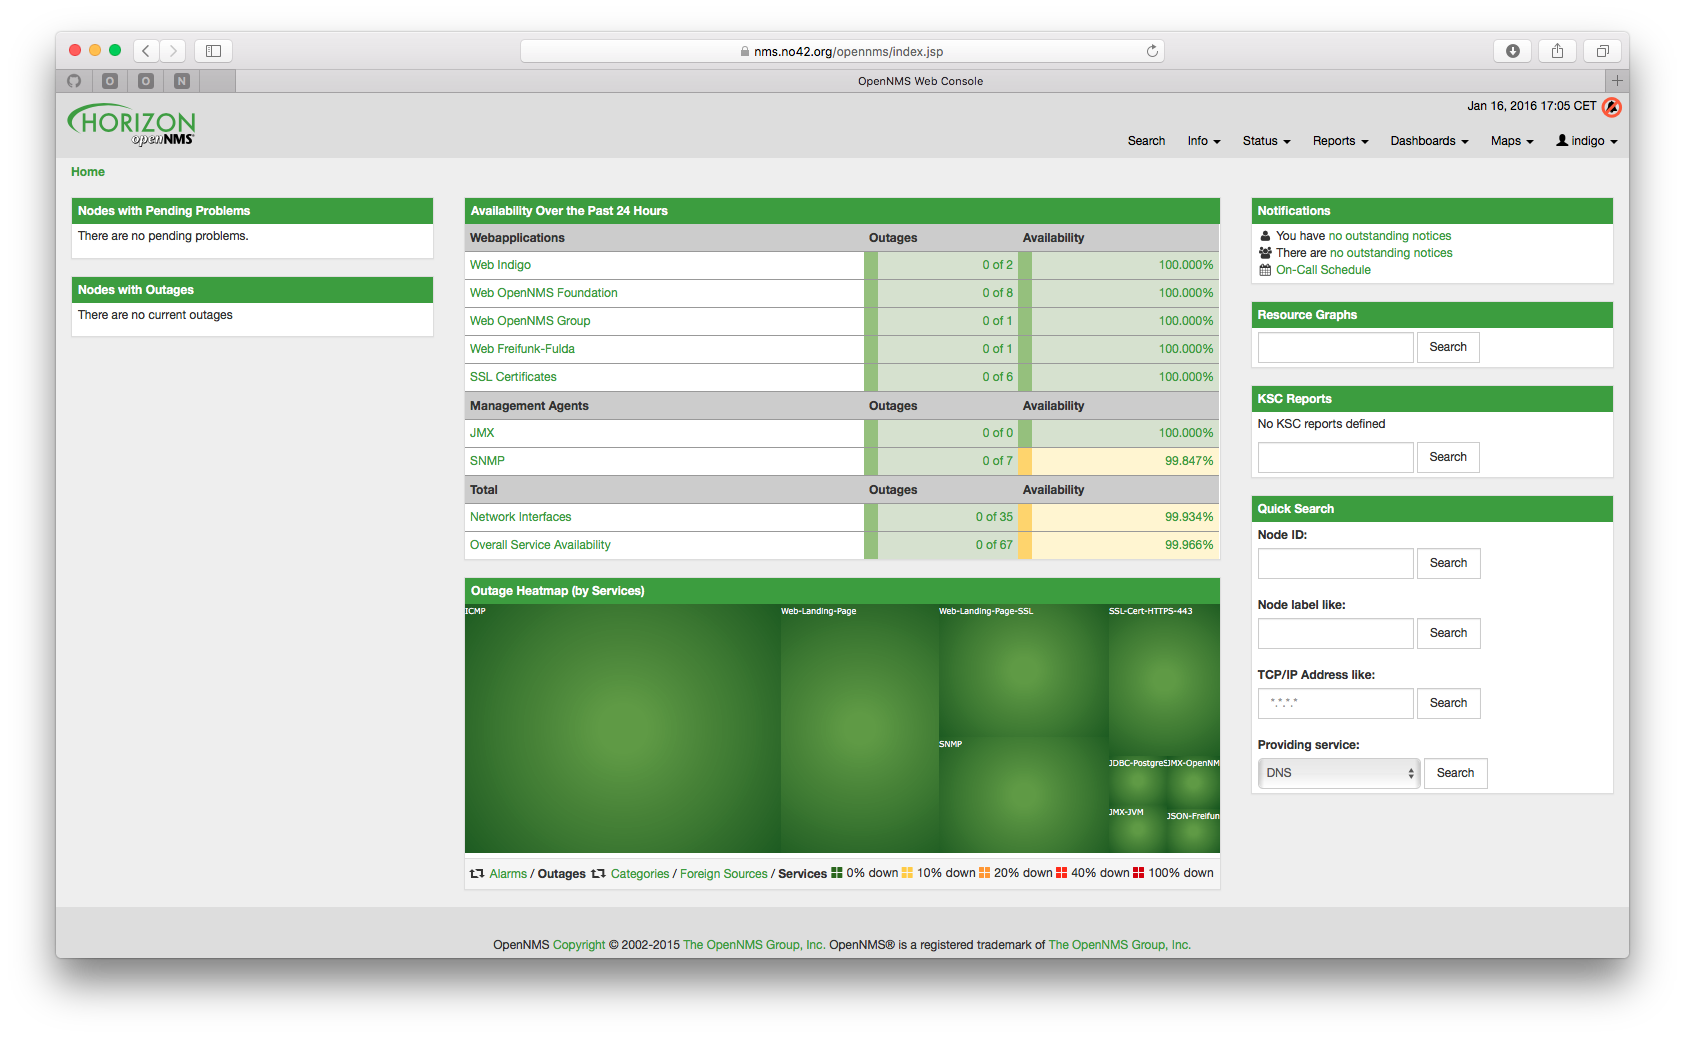 nms.no42.org/opennms/index.jsp
O O N
OpenNMS Web Console
HORIZON
openNMS
Jan 16, 2016 17:05 CET
Search Info Status Reports Dashboards Maps indigo
Home
Nodes with Pending Problems
There are no pending problems.
Nodes with Outages
There are no current outages
Availability Over the Past 24 Hours
Webapplications Outages Availability
Web Indigo 0 of 2 100.000%
Web OpenNMS Foundation 0 of 8 100.000%
Web OpenNMS Group 0 of 1 100.000%
Web Freifunk-Fulda 0 of 1 100.000%
SSL Certificates 0 of 6 100.000%
Management Agents Outages Availability
JMX 0 of 0 100.000%
SNMP 0 of 7 99.847%
Total Outages Availability
Network Interfaces 0 of 35 99.934%
Overall Service Availability 0 of 67 99.966%
Outage Heatmap (by Services)
ICMP Web-Landing-Page Web-Landing-Page-SSL SSL-Cert-HTTPS-443
SNMP
JDBC-PostgreS JMX-OpenNM
JMX-JVM JSON-Freifun
Alarms / Outages Categories / Foreign Sources / Services 0% down 10% down 20% down 40% down 100% down
Notifications
You have no outstanding notices
There are no outstanding notices
On-Call Schedule
Resource Graphs
Search
KSC Reports
No KSC reports defined
Search
Quick Search
Node ID:
Search
Node label like:
Search
TCP/IP Address like:
*.*.*.* Search
Providing service:
DNS Search
OpenNMS Copyright © 2002-2015 The OpenNMS Group, Inc. OpenNMS® is a registered trademark of The OpenNMS Group, Inc.